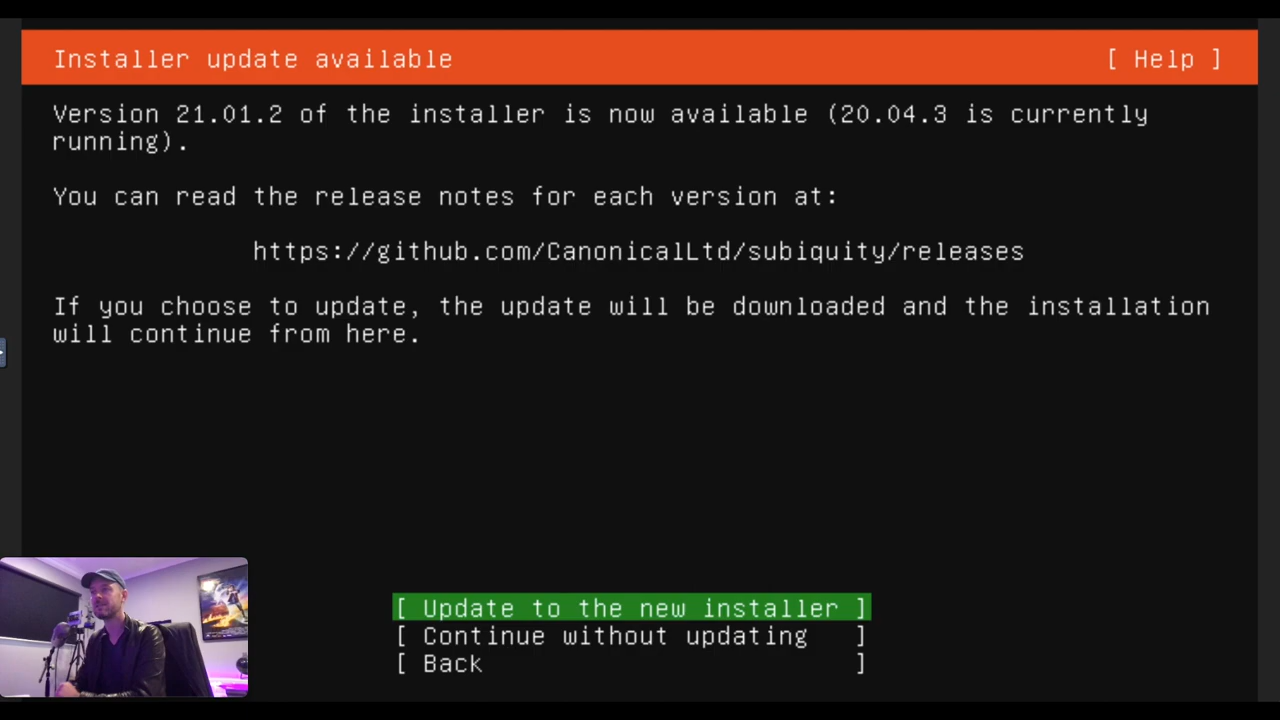 Installer update available [ Help ]
Version 21.01.2 of the installer is now available (20.04.3 is currently
running).
You can read the release notes for each version at:
https://github.com/CanonicalLtd/subiquity/releases
If you choose to update, the update will be downloaded and the installation
will continue from here.
[ Update to the new installer ]
[ Continue without updating ]
[ Back ]